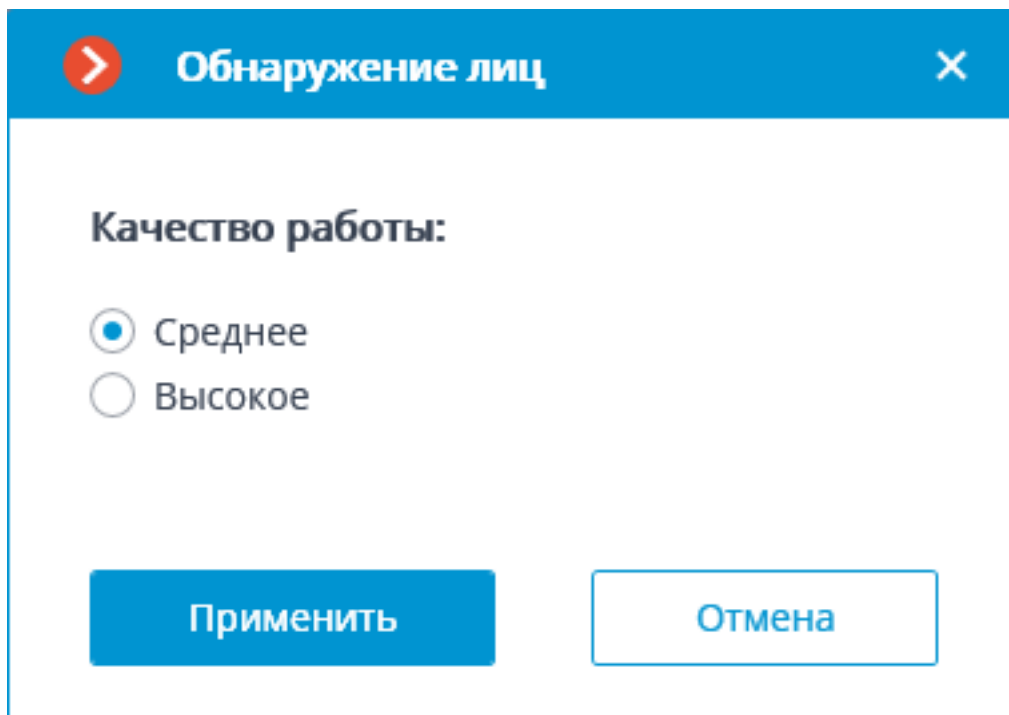 Обнаружение лиц
Качество работы:
Среднее
Высокое
Применить
Отмена